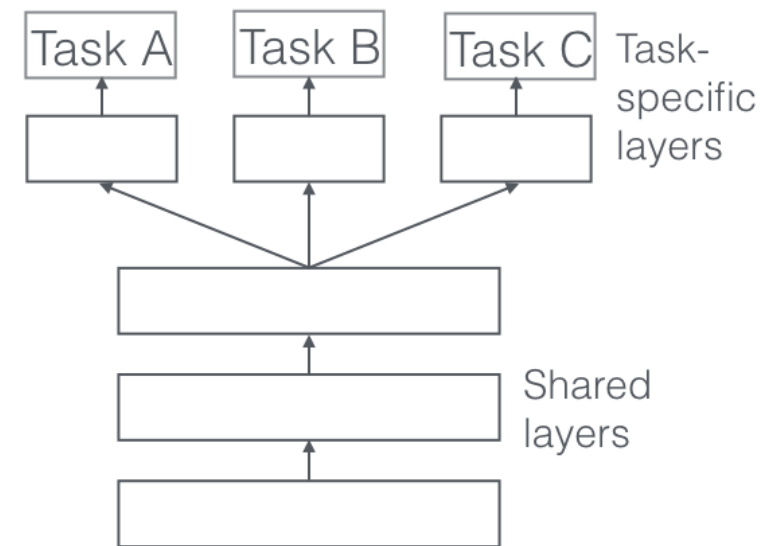 Task A
Task B
Task C
Task-
specific
layers
Shared
layers